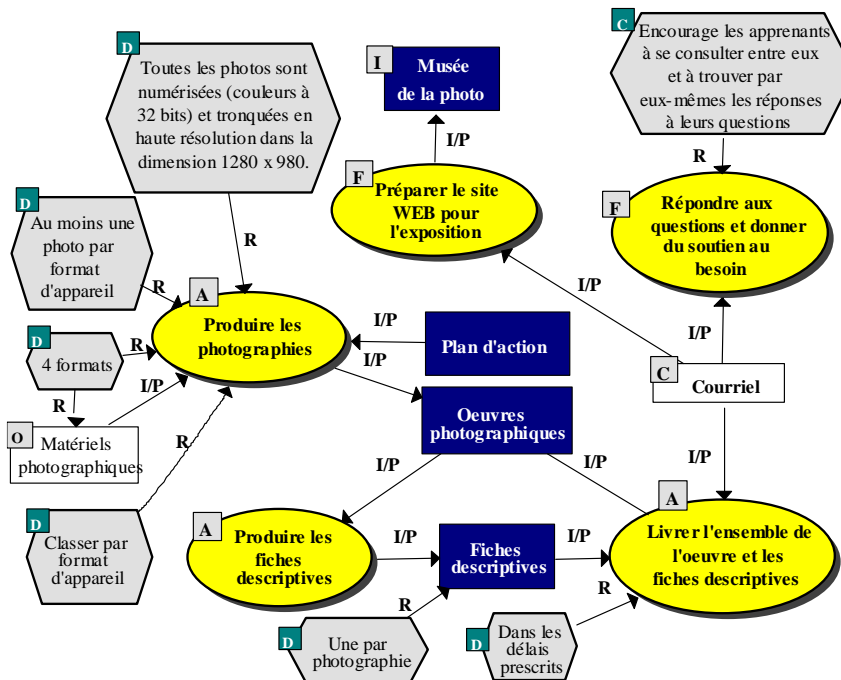 D
Toutes les photos sont
numérisées (couleurs à
32 bits) et tronquées en
haute résolution dans la
dimension 1280 x 980.
I
Musée
de la photo
C
Encourage les apprenants
à se consulter entre eux
et à trouver par
eux-mêmes les réponses
à leurs questions
I/P
R
F
Préparer le site
WEB pour
l'exposition
F
Répondre aux
questions et donner
du soutien au
besoin
D
Au moins une
photo par
format
d'appareil
R
R
A
Produire les
photographies
I/P
Plan d'action
I/P
I/P
I/P
D
4 formats
R
R
I/P
C
Courriel
O
Matériels
photographiques
R
I/P
Oeuvres
photographiques
I/P
I/P
D
Classer par
format
d'appareil
A
Produire les
fiches
descriptives
I/P
Fiches
descriptives
I/P
A
Livrer l'ensemble de
l'oeuvre et les
fiches descriptives
R
R
D
Une par
photographie
D
Dans les
délais
prescrits